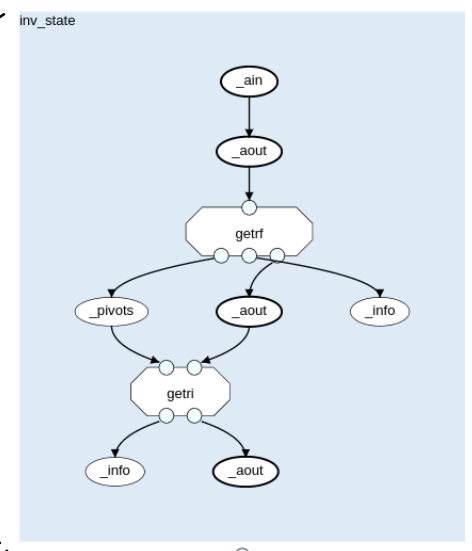 inv_state
_ain
_aout
getrf
_pivots
_aout
_info
getri
_info
_aout